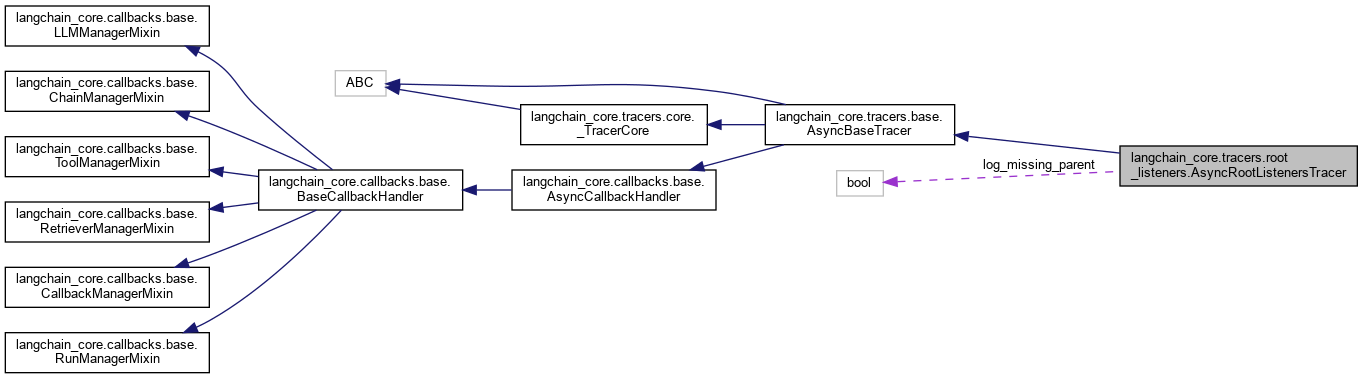 langchain_core.callbacks.base.
LLMManagerMixin
langchain_core.callbacks.base.
ChainManagerMixin
langchain_core.callbacks.base.
ToolManagerMixin
langchain_core.callbacks.base.
RetrieverManagerMixin
langchain_core.callbacks.base.
CallbackManagerMixin
langchain_core.callbacks.base.
RunManagerMixin
langchain_core.callbacks.base.
BaseCallbackHandler
ABC
langchain_core.tracers.core.
_TracerCore
langchain_core.callbacks.base.
AsyncCallbackHandler
langchain_core.tracers.base.
AsyncBaseTracer
bool
log_missing_parent
langchain_core.tracers.root
_listeners.AsyncRootListenersTracer